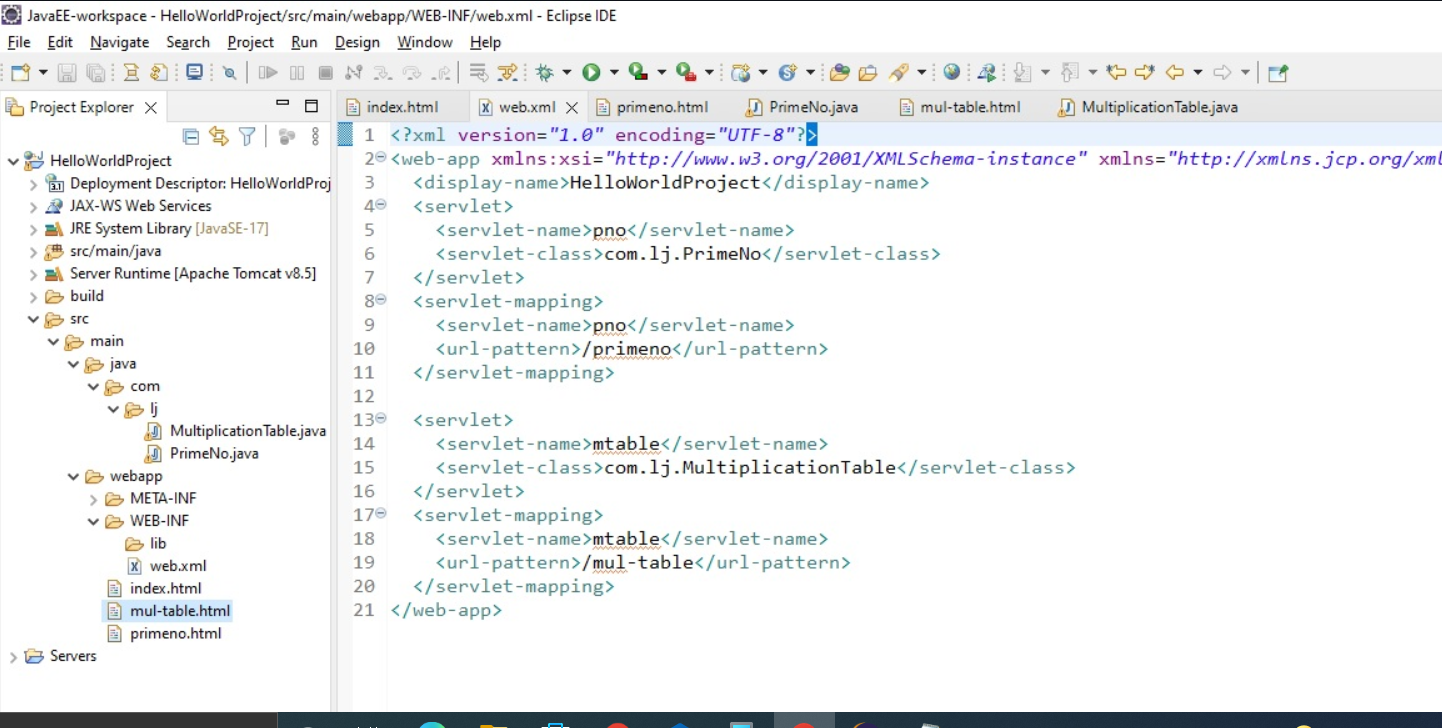 JavaEE-workspace - HelloWorldProject/src/main/webapp/WEB-INF/web.xml - Eclipse IDE
File Edit Navigate Search Project Run Design Window Help
Project Explorer
index.html web.xml primeno.html PrimeNo.java mul-table.html MultiplicationTable.java
HelloWorldProject
Deployment Descriptor: HelloWorldProj
JAX-WS Web Services
JRE System Library [JavaSE-17]
src/main/java
Server Runtime [Apache Tomcat v8.5]
build
src
main
java
com
lj
MultiplicationTable.java
PrimeNo.java
webapp
META-INF
WEB-INF
lib
web.xml
index.html
mul-table.html
primeno.html
Servers
1 <?xml version="1.0" encoding="UTF-8"?>
2 <web-app xmlns:xsi="http://www.w3.org/2001/XMLSchema-instance" xmlns="http://xmlns.jcp.org/xml
3 <display-name>HelloWorldProject</display-name>
4 <servlet>
5 <servlet-name>pno</servlet-name>
6 <servlet-class>com.lj.PrimeNo</servlet-class>
7 </servlet>
8 <servlet-mapping>
9 <servlet-name>pno</servlet-name>
10 <url-pattern>/primeno</url-pattern>
11 </servlet-mapping>
12
13 <servlet>
14 <servlet-name>mtable</servlet-name>
15 <servlet-class>com.lj.MultiplicationTable</servlet-class>
16 </servlet>
17 <servlet-mapping>
18 <servlet-name>mtable</servlet-name>
19 <url-pattern>/mul-table</url-pattern>
20 </servlet-mapping>
21 </web-app>